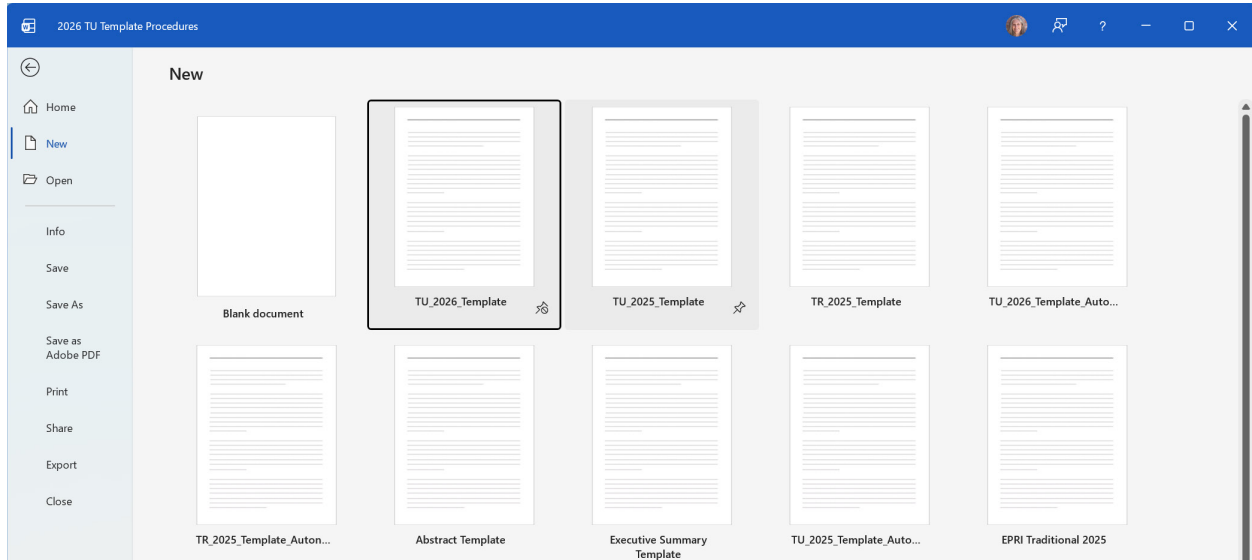 2026 TU Template Procedures
?
New
Home
New
Open
Info
Save
Save As
Save as
Adobe PDF
Print
Share
Export
Close
Blank document
TU_2026_Template
TU_2025_Template
TR_2025_Template
TU_2026_Template_Auto...
TR_2025_Template_Auton...
Abstract Template
Executive Summary
Template
TU_2025_Template_Auto...
EPRI Traditional 2025